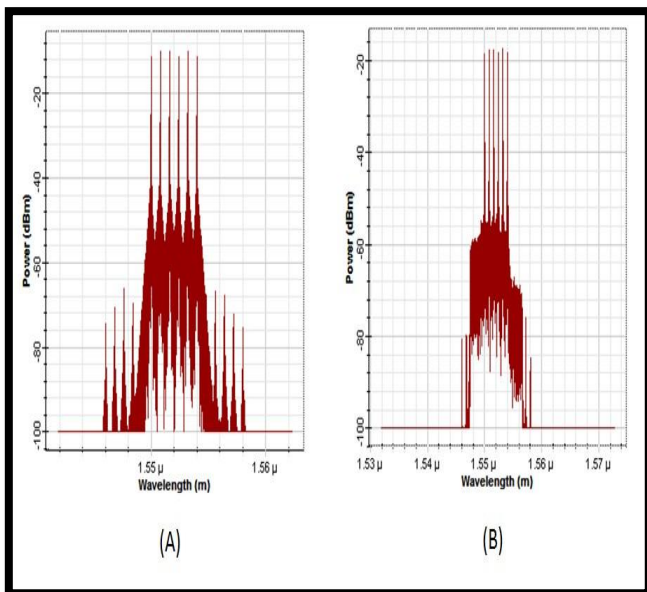 Power (dBm)
-20
-40
-60
-80
-100
1.55 µ
1.56 µ
Wavelength (m)
(A)
Power (dBm)
-20
-40
-60
-80
-100
1.53 µ
1.54 µ
1.55 µ
1.56 µ
1.57 µ
Wavelength (m)
(B)